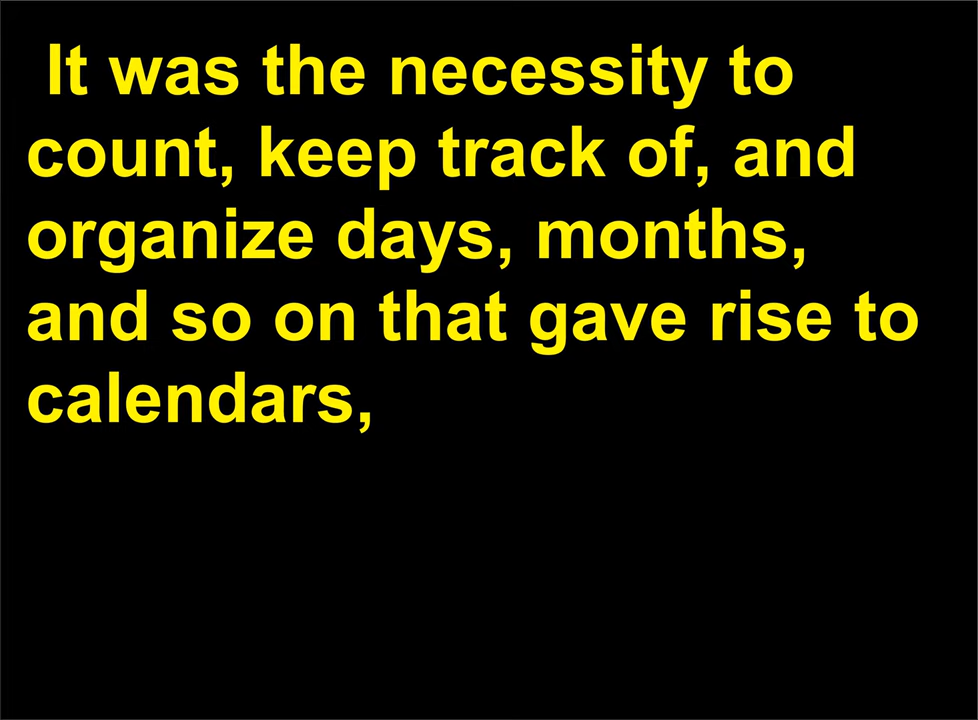 It was the necessity to
count, keep track of, and
organize days, months,
and so on that gave rise to
calendars,